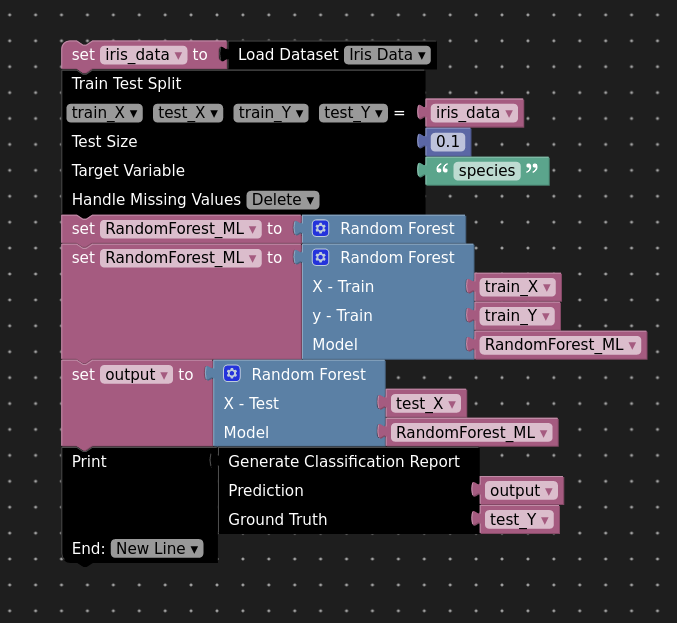 set iris_data ▾ to Load Dataset Iris Data ▾
Train Test Split
train_X ▾ test_X ▾ train_Y ▾ test_Y ▾ = iris_data ▾
Test Size 0.1
Target Variable “ species ”
Handle Missing Values Delete ▾
set RandomForest_ML ▾ to Random Forest
set RandomForest_ML ▾ to Random Forest
X - Train train_X ▾
y - Train train_Y ▾
Model RandomForest_ML ▾
set output ▾ to Random Forest
X - Test test_X ▾
Model RandomForest_ML ▾
Print Generate Classification Report
Prediction output ▾
Ground Truth test_Y ▾
End: New Line ▾